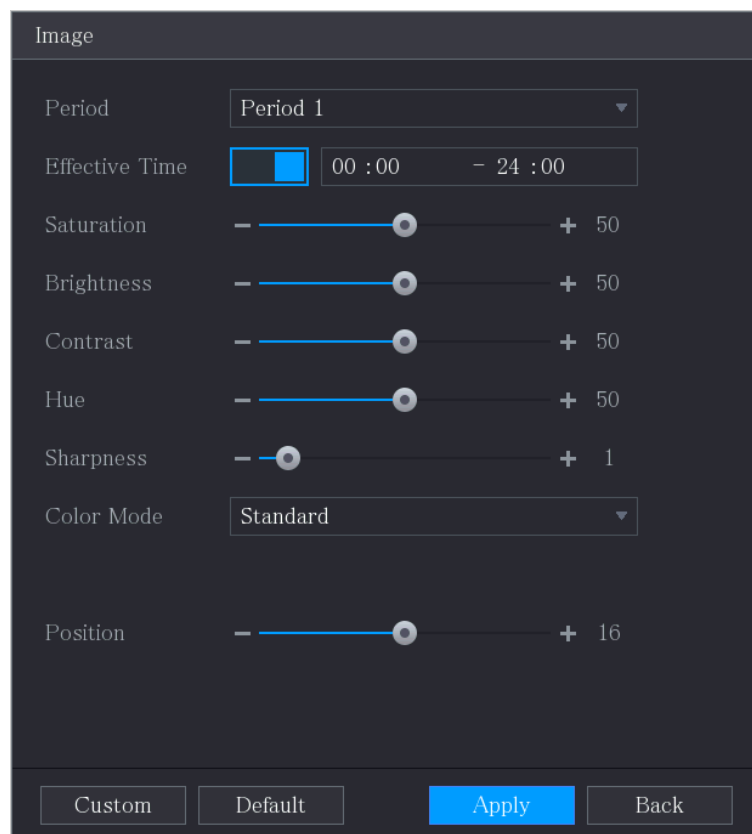 Image
Period Period 1
Effective Time 00 :00 - 24 :00
Saturation 50
Brightness 50
Contrast 50
Hue 50
Sharpness 1
Color Mode Standard
Position 16
Custom Default Apply Back